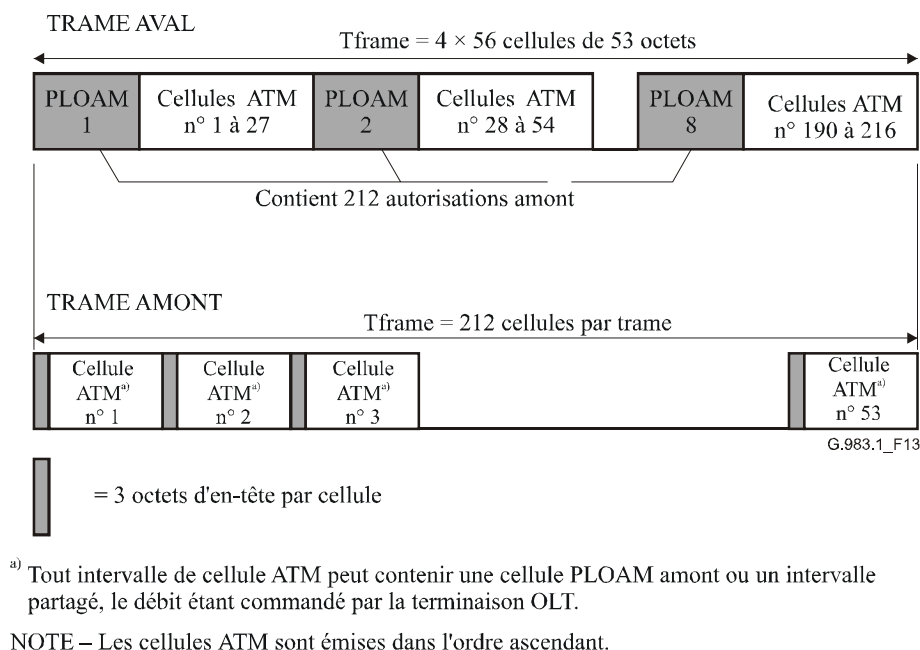 TRAME AVAL
Tframe = 4 × 56 cellules de 53 octets
PLOAM
1
Cellules ATM
n° 1 à 27
PLOAM
2
Cellules ATM
n° 28 à 54
PLOAM
8
Cellules ATM
n° 190 à 216
Contient 212 autorisations amont
TRAME AMONT
Tframe = 212 cellules par trame
Cellule
ATM a)
n° 1
Cellule
ATM a)
n° 2
Cellule
ATM a)
n° 3
Cellule
ATM a)
n° 53
G.983.1_F13
= 3 octets d'en-tête par cellule
a) Tout intervalle de cellule ATM peut contenir une cellule PLOAM amont ou un intervalle
partagé, le débit étant commandé par la terminaison OLT.
NOTE – Les cellules ATM sont émises dans l'ordre ascendant.